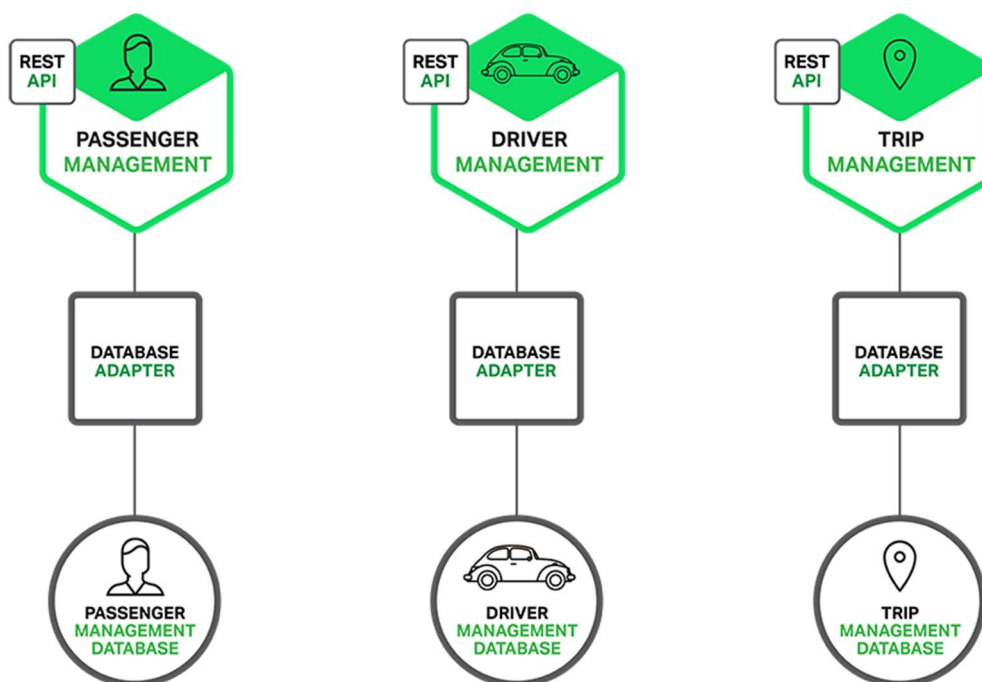 REST
API
PASSENGER
MANAGEMENT
REST
API
DRIVER
MANAGEMENT
REST
API
TRIP
MANAGEMENT
DATABASE
ADAPTER
DATABASE
ADAPTER
DATABASE
ADAPTER
PASSENGER
MANAGEMENT
DATABASE
DRIVER
MANAGEMENT
DATABASE
TRIP
MANAGEMENT
DATABASE